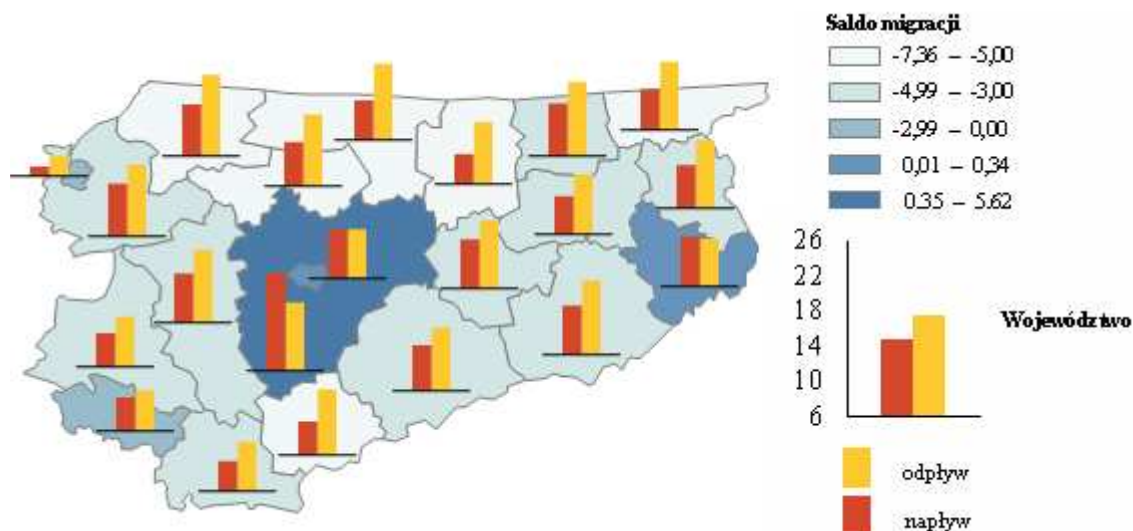 Saldo migracji
-7,36 – -5,00
-4,99 – -3,00
-2,99 – 0,00
0,01 – 0,34
0.35 – 5.62
26
22
18
14
10
6
Województwo
odpływ
napływ